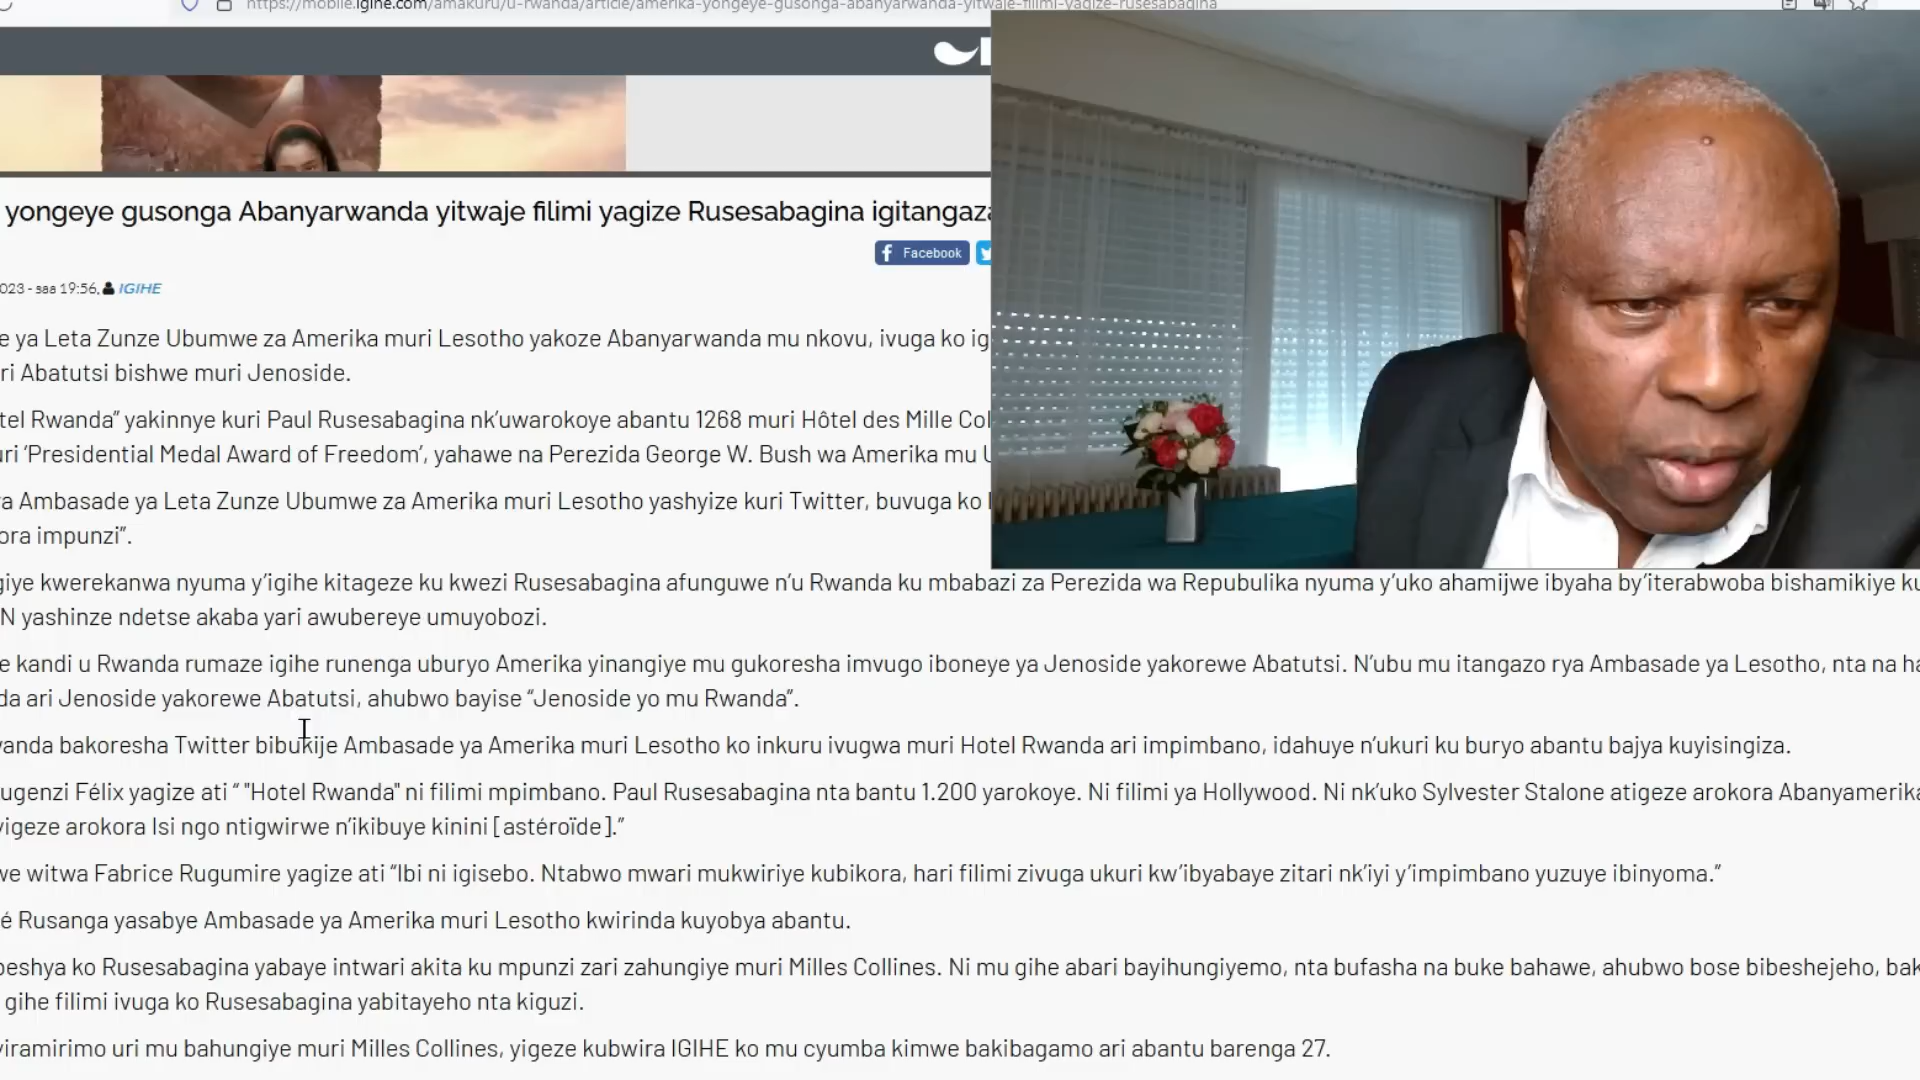 https://mobile.igihe.com/amakuru/u-rwanda/article/amerika-yongeye-gusonga-abanyarwanda-yitwaje-filimi-yagize-rusesabagina
yongeye gusonga Abanyarwanda yitwaje filimi yagize Rusesabagina igitangaza
Facebook
023 - saa 19:56, IGIHE
e ya Leta Zunze Ubumwe za Amerika muri Lesotho yakoze Abanyarwanda mu nkovu, ivuga ko ig
ri Abatutsi bishwe muri Jenoside.
tel Rwanda” yakinnye kuri Paul Rusesabagina nk’uwarokoye abantu 1268 muri Hôtel des Mille Col
uri ‘Presidential Medal Award of Freedom’, yahawe na Perezida George W. Bush wa Amerika mu U
a Ambasade ya Leta Zunze Ubumwe za Amerika muri Lesotho yashyize kuri Twitter, buvuga ko
ora impunzi”.
giye kwerekanwa nyuma y’igihe kitageze ku kwezi Rusesabagina afunguwe n’u Rwanda ku mbabazi za Perezida wa Repubulika nyuma y’uko ahamijwe ibyaha by’iterabwoba bishamikiye ku
N yashinze ndetse akaba yari awubereye umuyobozi.
e kandi u Rwanda rumaze igihe runenga uburyo Amerika yinangiye mu gukoresha imvugo iboneye ya Jenoside yakorewe Abatutsi. N’ubu mu itangazo rya Ambasade ya Lesotho, nta na ha
da ari Jenoside yakorewe Abatutsi, ahubwo bayise “Jenoside yo mu Rwanda”.
anda bakoresha Twitter bibukije Ambasade ya Amerika muri Lesotho ko inkuru ivugwa muri Hotel Rwanda ari impimbano, idahuye n’ukuri ku buryo abantu bajya kuyisingiza.
ugenzi Félix yagize ati “ "Hotel Rwanda" ni filimi mpimbano. Paul Rusesabagina nta bantu 1.200 yarokoye. Ni filimi ya Hollywood. Ni nk’uko Sylvester Stalone atigeze arokora Abanyamerika
yigeze arokora Isi ngo ntigwirwe n’ikibuye kinini [astéroïde].”
we witwa Fabrice Rugumire yagize ati “Ibi ni igisebo. Ntabwo mwari mukwiriye kubikora, hari filimi zivuga ukuri kw’ibyabaye zitari nk’iyi y’impimbano yuzuye ibinyoma.”
é Rusanga yasabye Ambasade ya Amerika muri Lesotho kwirinda kuyobya abantu.
beshya ko Rusesabagina yabaye intwari akita ku mpunzi zari zahungiye muri Milles Collines. Ni mu gihe abari bayihungiyemo, nta bufasha na buke bahawe, ahubwo bose bibeshejeho, bak
gihe filimi ivuga ko Rusesabagina yabitayeho nta kiguzi.
yiramirimo uri mu bahungiye muri Milles Collines, yigeze kubwira IGIHE ko mu cyumba kimwe bakibagamo ari abantu barenga 27.